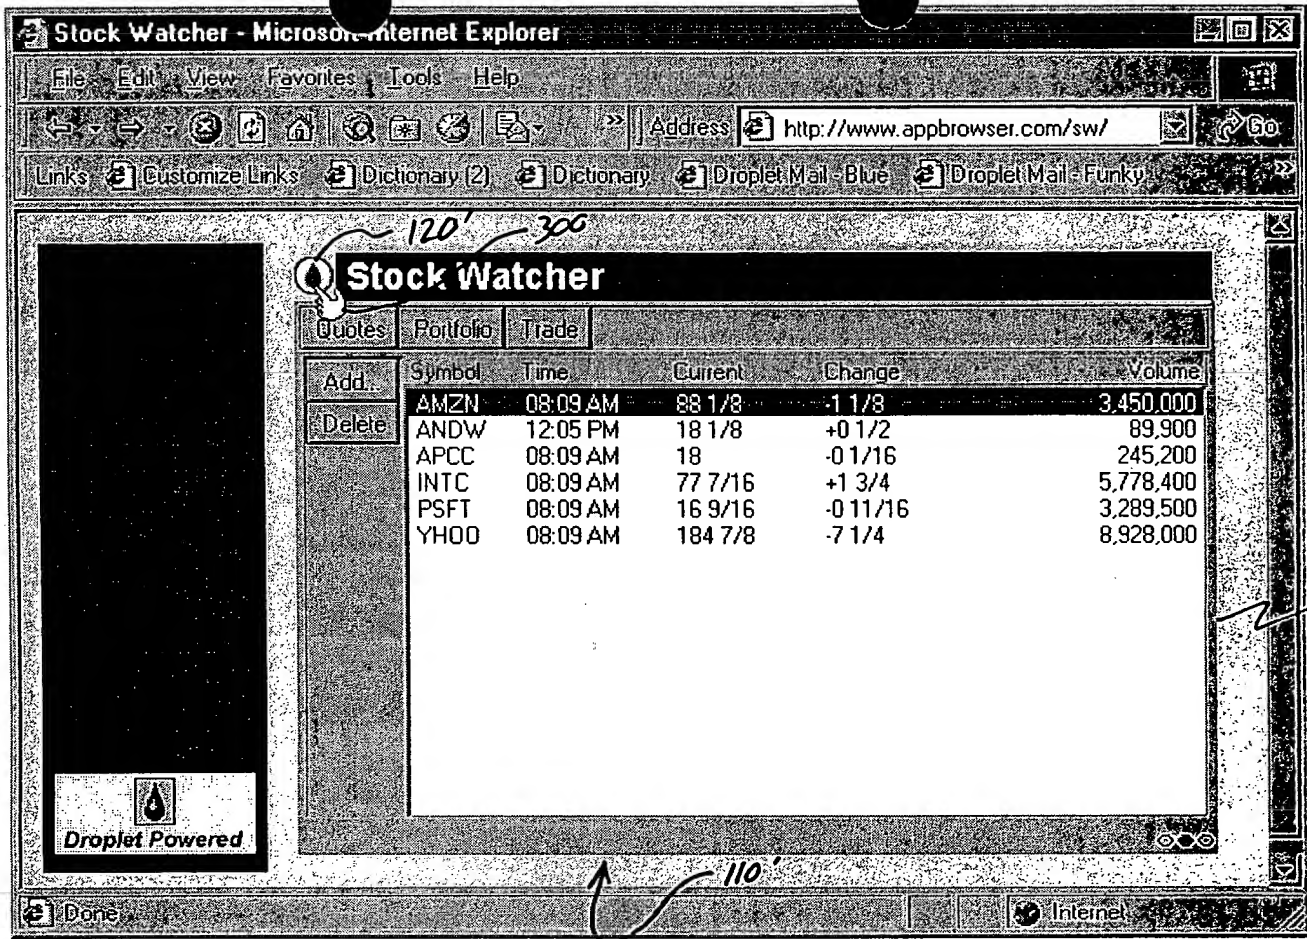 Stock Watcher - Microsoft Internet Explorer
File Edit View Favorites Tools Help
Address http://www.appbrowser.com/sw/ Go
Links Customize Links Dictionary (2) Dictionary Droplet Mail - Blue Droplet Mail - Funky
120' 300
Stock Watcher
Quotes Portfolio Trade
Add... Symbol Time Current Change Volume
AMZN 08:09 AM 88 1/8 -1 1/8 3,450,000
Delete
ANDW 12:05 PM 18 1/8 +0 1/2 89,900
APCC 08:09 AM 18 -0 1/16 245,200
INTC 08:09 AM 77 7/16 +1 3/4 5,778,400
PSFT 08:09 AM 16 9/16 -0 11/16 3,289,500
YHOO 08:09 AM 184 7/8 -7 1/4 8,928,000
Droplet Powered
110'
Done Internet